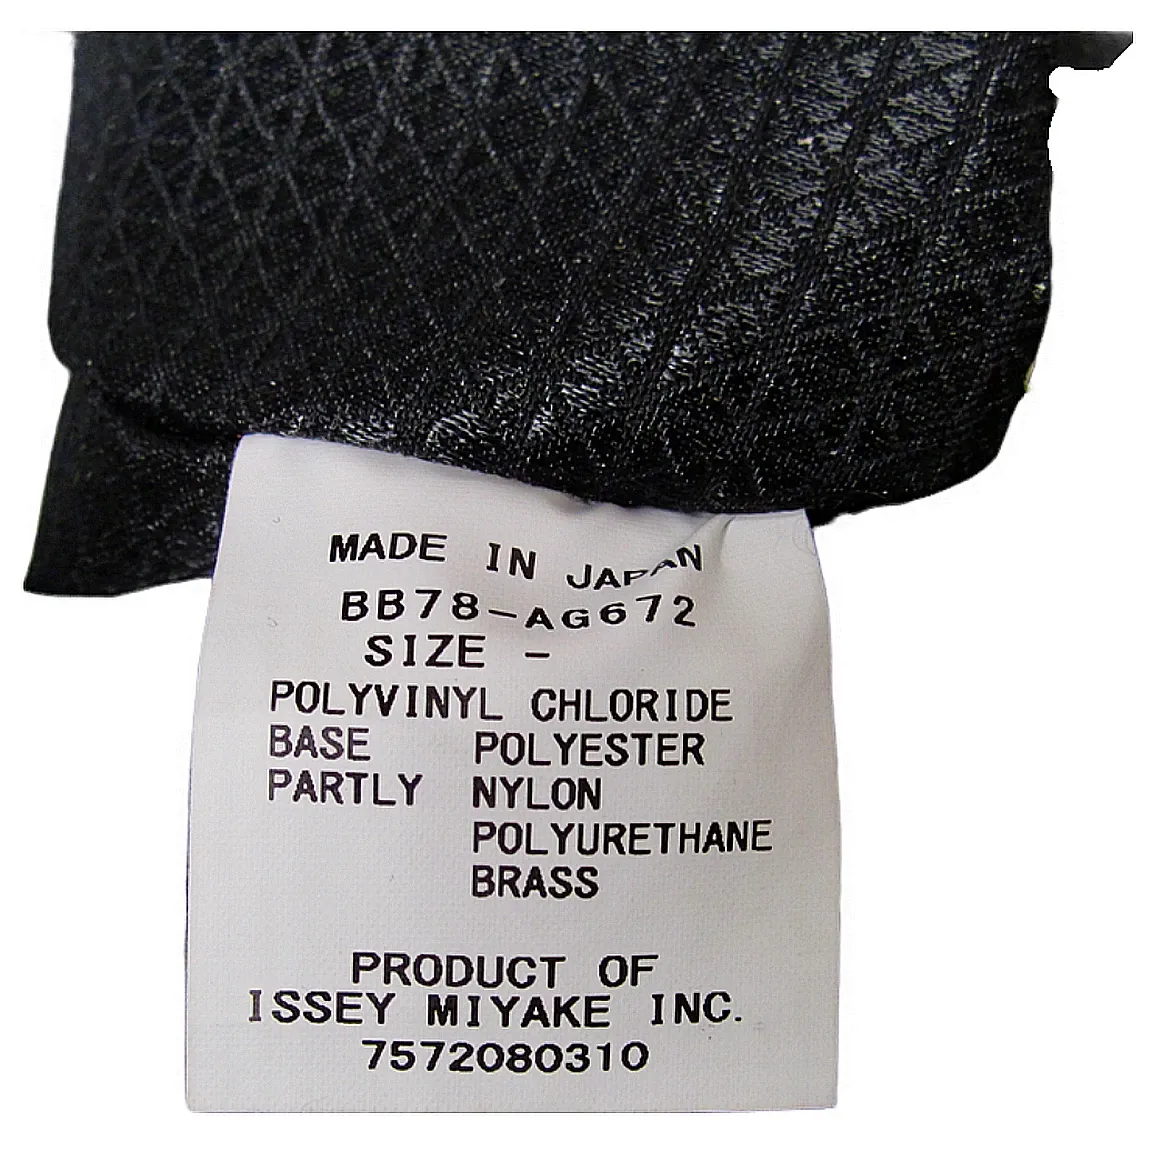 MADE IN JAPAN
BB78-AG672
SIZE -
POLYVINYL CHLORIDE
BASE POLYESTER
PARTLY NYLON
POLYURETHANE
BRASS
PRODUCT OF
ISSEY MIYAKE INC.
7572080310